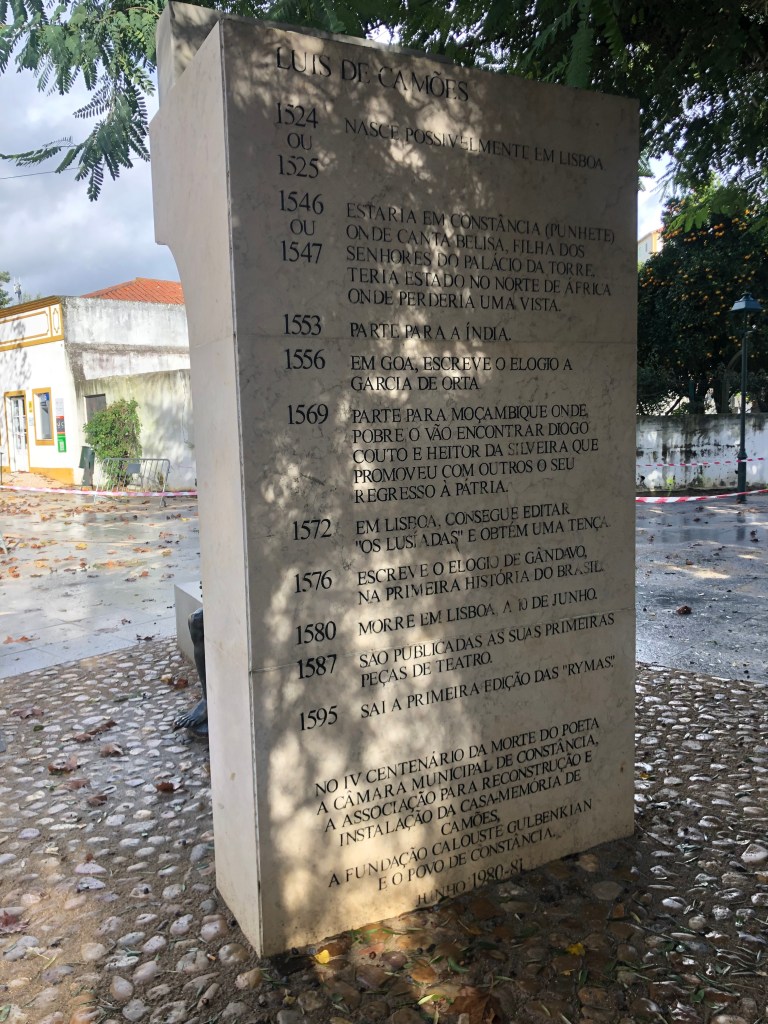 LUIS DE CAMÕES
1524
OU
1525
NASCE POSSIVELMENTE EM LISBOA
1546
OU
1547
ESTARIA EM CONSTÂNCIA (PUNHETE)
ONDE CANTA BELISA, FILHA DOS
SENHORES DO PALÁCIO DA TORRE,
TERIA ESTADO NO NORTE DE ÁFRICA
ONDE PERDERIA UMA VISTA.
1553 PARTE PARA A ÍNDIA.
1556 EM GOA, ESCREVE O ELOGIO A
GARCIA DE ORTA
1569 PARTE PARA MOÇAMBIQUE ONDE,
POBRE O VÃO ENCONTRAR DIOGO
COUTO E HEITOR DA SILVEIRA QUE
PROMOVEU COM OUTROS O SEU
REGRESSO À PÁTRIA.
1572 EM LISBOA, CONSEGUE EDITAR
"OS LUSÍADAS" E OBTÉM UMA TENÇA.
1576 ESCREVE O ELOGIO DE GÂNDAVO,
NA PRIMEIRA HISTÓRIA DO BRASIL.
1580 MORRE EM LISBOA, A 10 DE JUNHO.
1587 SÃO PUBLICADAS AS SUAS PRIMEIRAS
PEÇAS DE TEATRO.
1595 SAI A PRIMEIRA EDIÇÃO DAS "RYMAS"
NO IV CENTENÁRIO DA MORTE DO POETA
A CÂMARA MUNICIPAL DE CONSTÂNCIA,
A ASSOCIAÇÃO PARA RECONSTRUÇÃO E
INSTALAÇÃO DA CASA-MEMÓRIA DE
CAMÕES,
A FUNDAÇÃO CALOUSTE GULBENKIAN
E O POVO DE CONSTÂNCIA.
JUNHO 1980-81